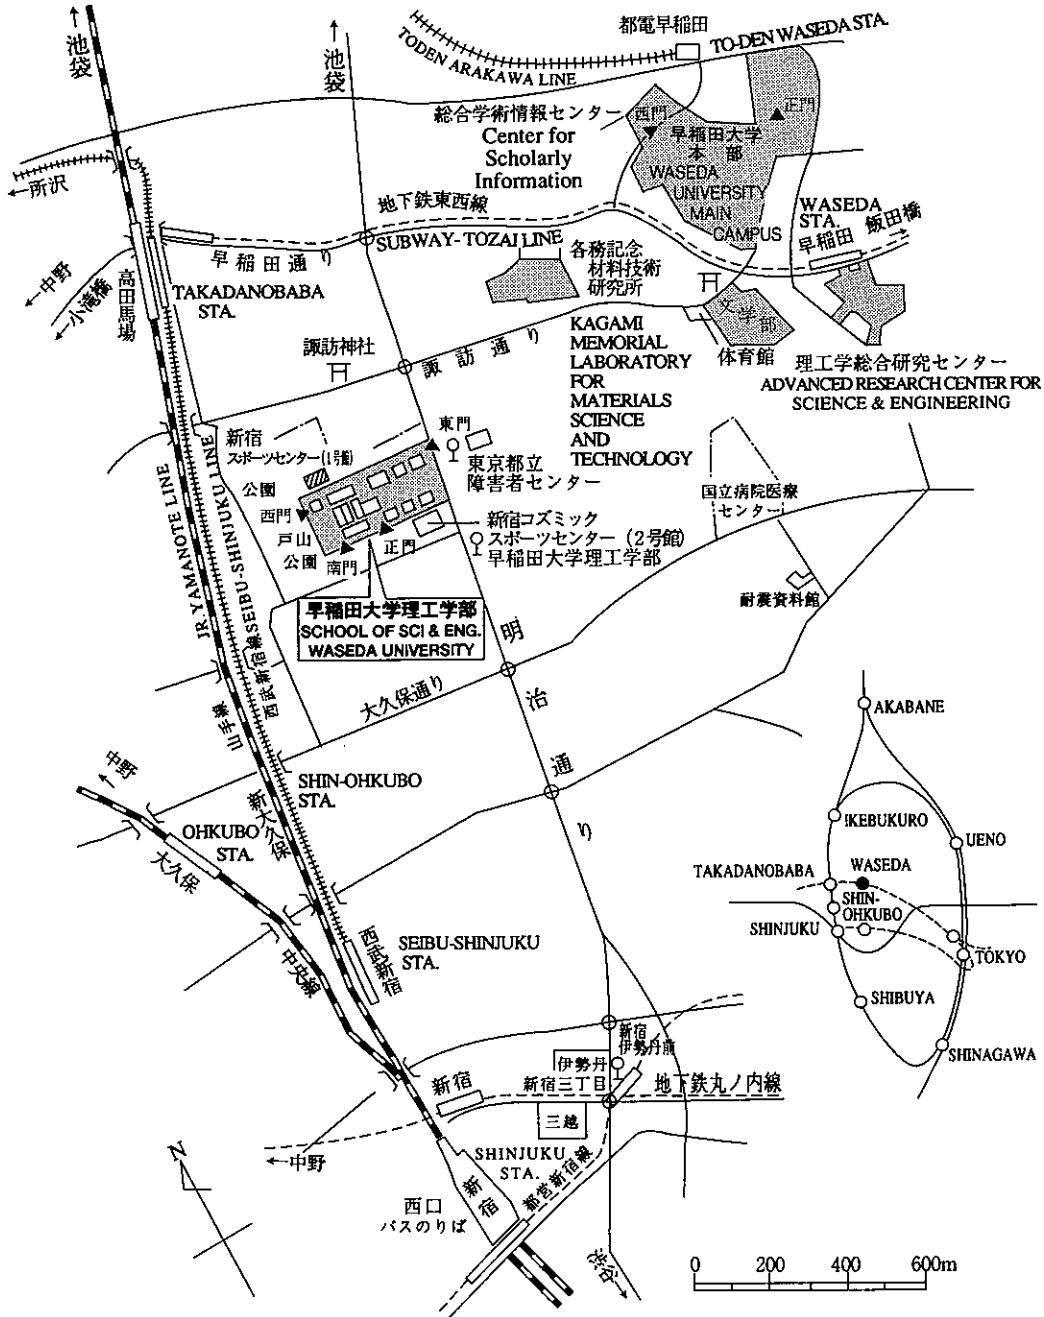 ←池袋
←池袋
都電早稲田
TO-DEN WASEDA STA.
TODEN ARAKAWA LINE
総合学術情報センター
Center for
Scholarly
Information
西門
正門
早稲田大学
本部
WASEDA
UNIVERSITY
MAIN
CAMPUS
←所沢
地下鉄東西線
SUBWAY-TOZAI LINE
早稲田通り
WASEDA
STA.
早稲田
飯田橋
←中野
←小滝橋
高田馬場
TAKADANOBABA
STA.
各務記念
材料技術
研究所
KAGAMI
MEMORIAL
LABORATORY
FOR
MATERIALS
SCIENCE
AND
TECHNOLOGY
文学部
体育館
理工学総合研究センター
ADVANCED RESEARCH CENTER FOR
SCIENCE & ENGINEERING
諏訪神社
諏訪通り
新宿
スポーツセンター(1号館)
公園
西門
戸山
公園
南門
正門
東門
東京都立
障害者センター
新宿コズミック
スポーツセンター(2号館)
早稲田大学理工学部
国立病院医療
センター
耐震資料館
早稲田大学理工学部
SCHOOL OF SCI & ENG.
WASEDA UNIVERSITY
JR. YAMANOTE LINE
山手線
西武新宿線SEIBU-SHINJUKU LINE
明治通り
大久保通り
←中野
SHIN-OHKUBO
STA.
新大久保
OHKUBO
STA.
大久保
中央線
SEIBU-SHINJUKU
STA.
西武新宿
新宿
伊勢丹前
伊勢丹
新宿三丁目
地下鉄丸ノ内線
新宿
三越
←中野
SHINJUKU
STA.
新宿
都営新宿線
西口
バスのりば
渋谷→
N
AKABANE
IKEBUKURO
UENO
TAKADANOBABA
WASEDA
SHIN-
OHKUBO
SHINJUKU
TOKYO
SHIBUYA
SHINAGAWA
0 200 400 600m